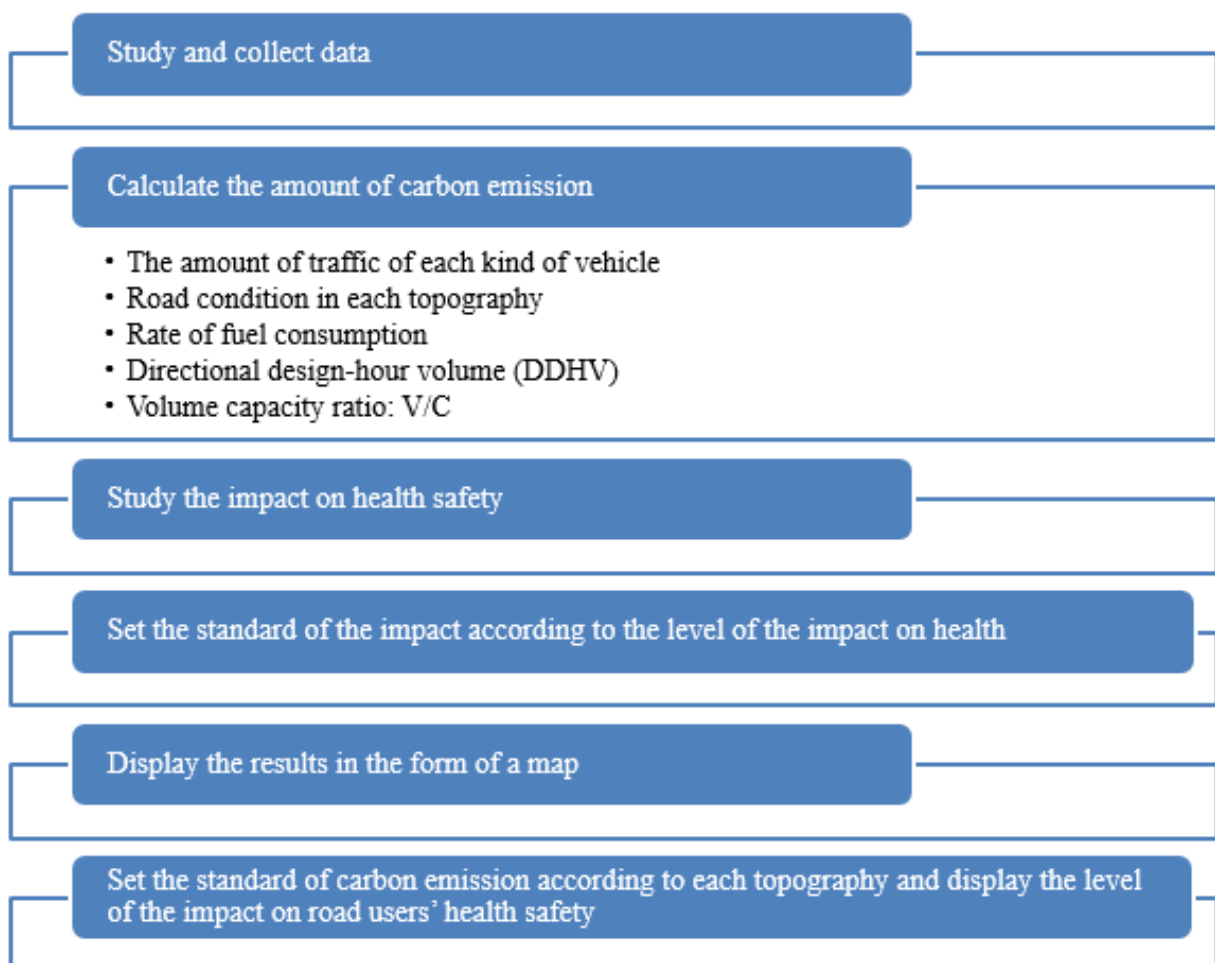 Study and collect data
Calculate the amount of carbon emission
• The amount of traffic of each kind of vehicle
• Road condition in each topography
• Rate of fuel consumption
• Directional design-hour volume (DDHV)
• Volume capacity ratio: V/C
Study the impact on health safety
Set the standard of the impact according to the level of the impact on health
Display the results in the form of a map
Set the standard of carbon emission according to each topography and display the level
of the impact on road users’ health safety